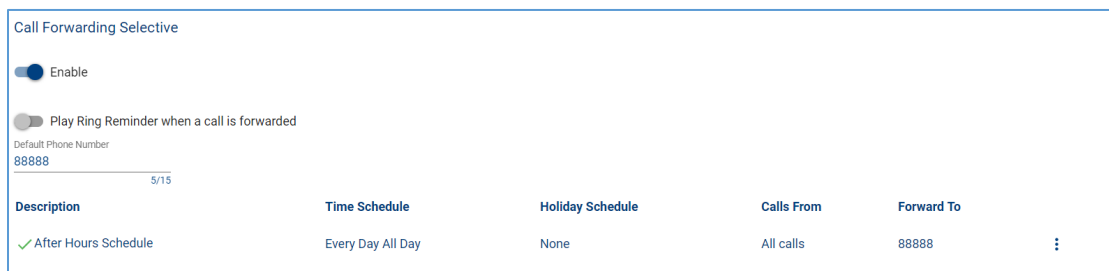 Call Forwarding Selective
Enable
Play Ring Reminder when a call is forwarded
Default Phone Number
88888
5/15
Description Time Schedule Holiday Schedule Calls From Forward To
After Hours Schedule Every Day All Day None All calls 88888